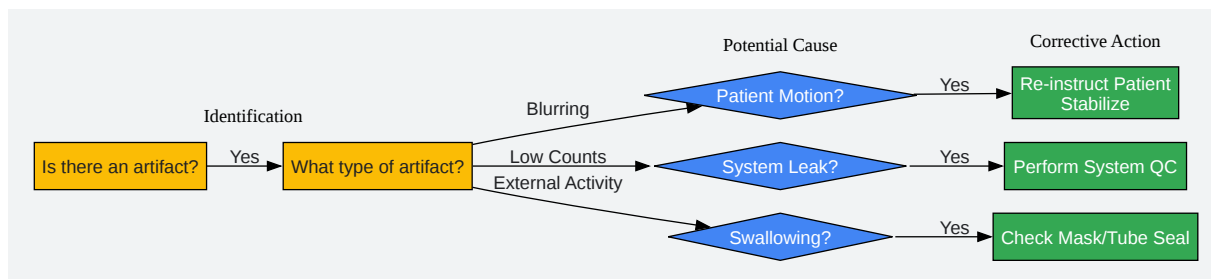 Potential Cause
Corrective Action
Identification
Is there an artifact?
Yes
What type of artifact?
Blurring
Patient Motion?
Yes
Re-instruct Patient
Stabilize
Low Counts
System Leak?
Yes
Perform System QC
External Activity
Swallowing?
Yes
Check Mask/Tube Seal